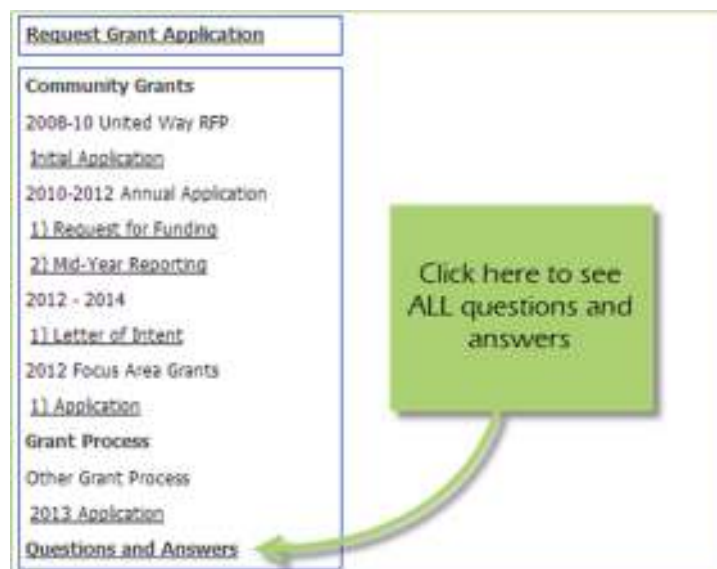 Request Grant Application
Community Grants
2008-10 United Way RFP
Initial Application
2010-2012 Annual Application
1) Request for Funding
2) Mid-Year Reporting
2012 - 2014
1) Letter of Intent
2012 Focus Area Grants
1) Application
Grant Process
Other Grant Process
2013 Application
Questions and Answers
Click here to see
ALL questions and
answers